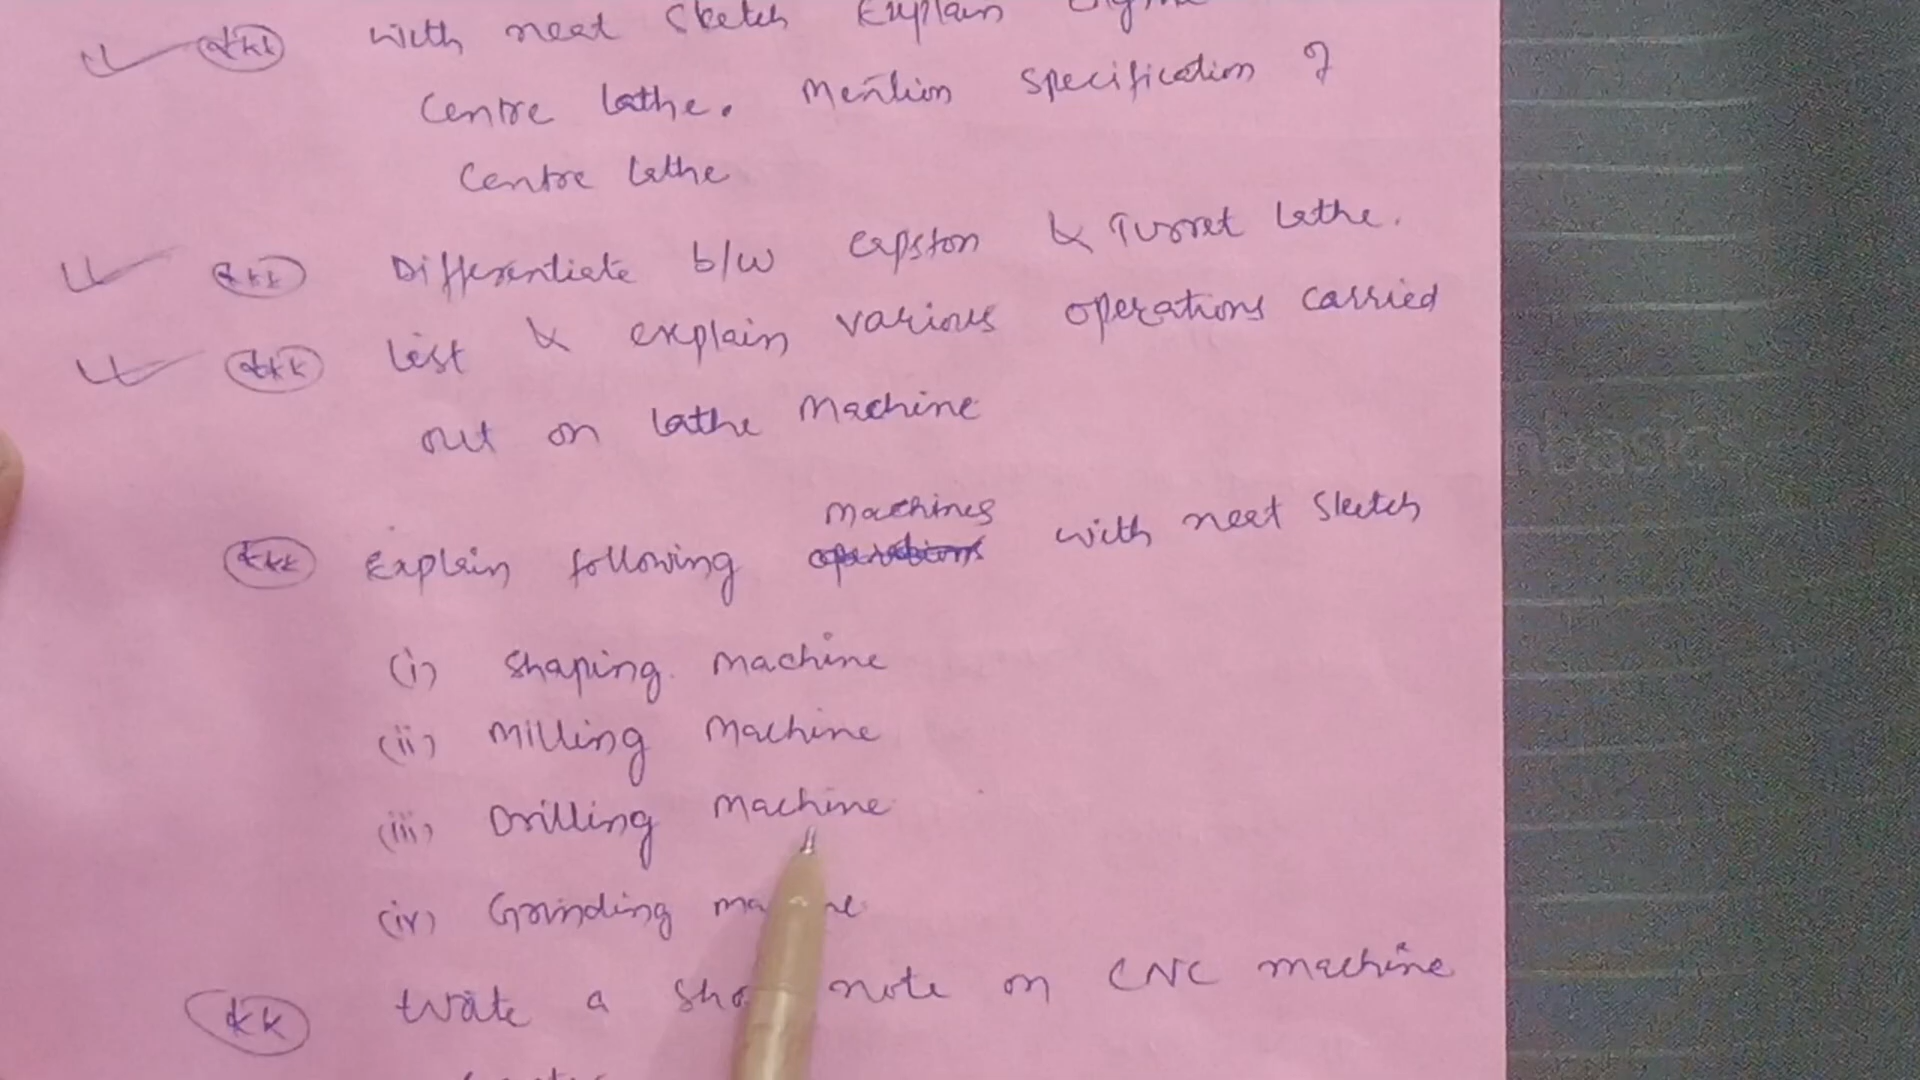 *** with neat sketch Explain
Centre lathe. Mention specification of
Centre lathe
*** Differentiate b/w capston & Turret lathe.
*** List & explain various operations carried
out on lathe machine
machines
*** Explain following operations with neat sketch
(i) shaping machine
(ii) Milling machine
(iii) Drilling machine
(iv) Grinding
** Write a note on CNC machine